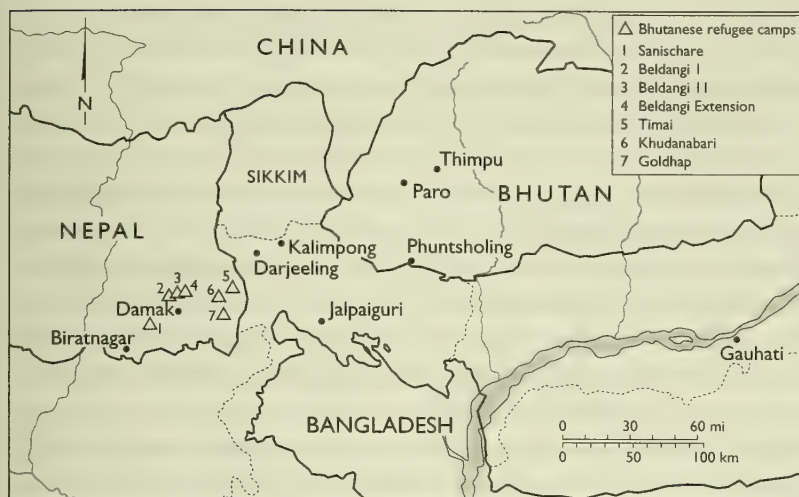 CHINA
N
SIKKIM
Thimpu
Paro
BHUTAN
NEPAL
Kalimpong
Darjeeling
Phuntsholing
3
2
4
5
6
Damak
7
1
Jalpaiguri
Biratnagar
Gauhati
BANGLADESH
0 30 60 mi
0 50 100 km
△ Bhutanese refugee camps
1 Sanischare
2 Beldangi I
3 Beldangi II
4 Beldangi Extension
5 Timai
6 Khudanabari
7 Goldhap